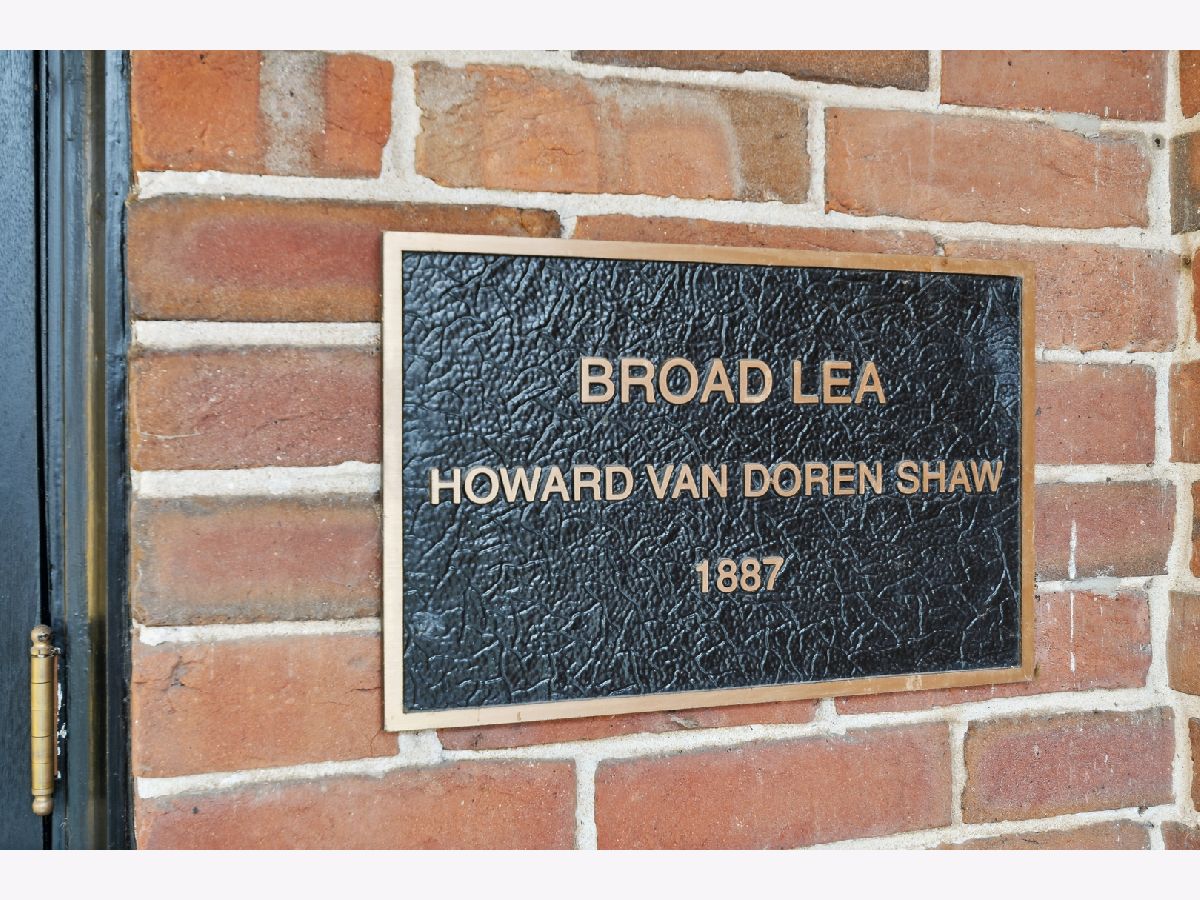 BROAD LEA
HOWARD VAN DOREN SHAW
1887